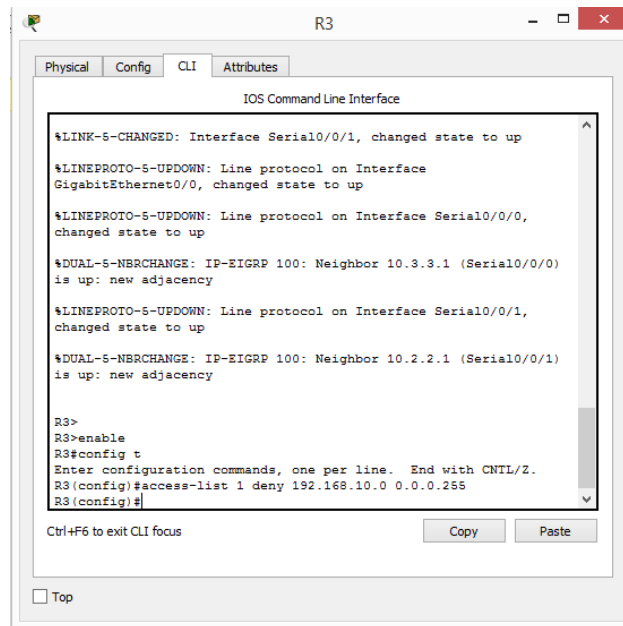 R3
Physical Config CLI Attributes
IOS Command Line Interface
%LINK-5-CHANGED: Interface Serial0/0/1, changed state to up
%LINEPROTO-5-UPDOWN: Line protocol on Interface
GigabitEthernet0/0, changed state to up
%LINEPROTO-5-UPDOWN: Line protocol on Interface Serial0/0/0,
changed state to up
%DUAL-5-NBRCHANGE: IP-EIGRP 100: Neighbor 10.3.3.1 (Serial0/0/0)
is up: new adjacency
%LINEPROTO-5-UPDOWN: Line protocol on Interface Serial0/0/1,
changed state to up
%DUAL-5-NBRCHANGE: IP-EIGRP 100: Neighbor 10.2.2.1 (Serial0/0/1)
is up: new adjacency
R3>
R3>enable
R3#config t
Enter configuration commands, one per line. End with CNTL/Z.
R3(config)#access-list 1 deny 192.168.10.0 0.0.0.255
R3(config)#
Ctrl+F6 to exit CLI focus
Copy Paste
Top